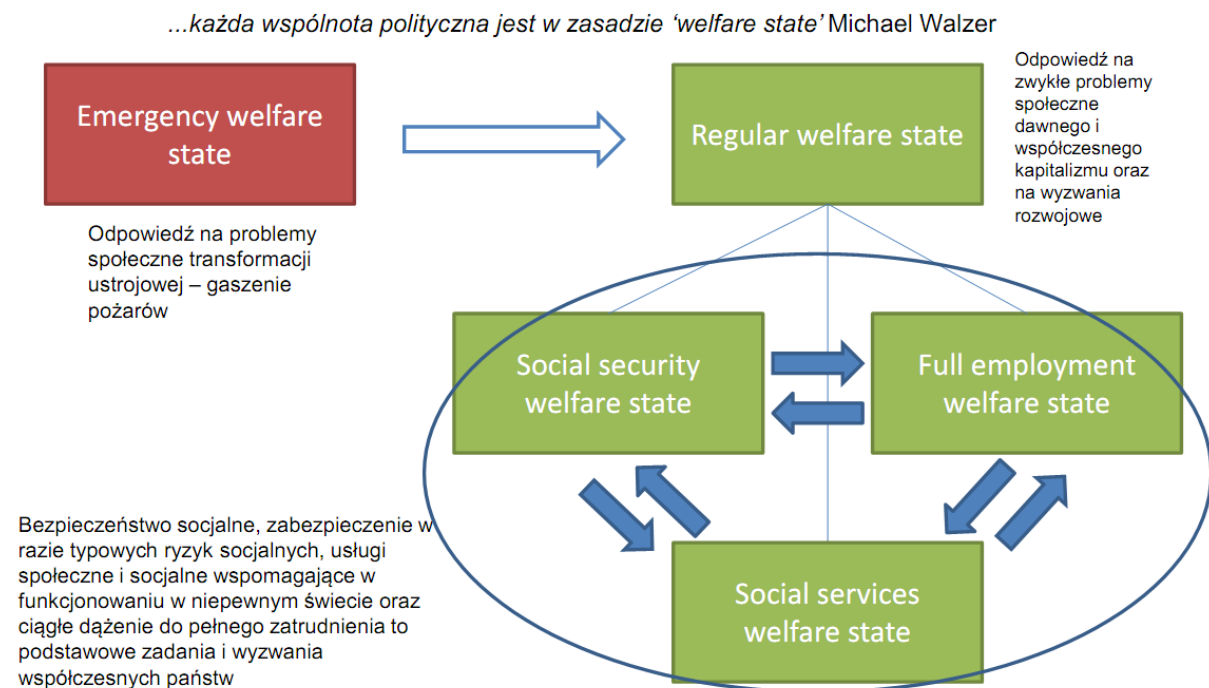 ...każda wspólnota polityczna jest w zasadzie ‘welfare state’ Michael Walzer
Emergency welfare
state
Regular welfare state
Odpowiedź na
zwykłe problemy
społeczne
dawnego i
współczesnego
kapitalizmu oraz
na wyzwania
rozwojowe
Odpowiedź na problemy
społeczne transformacji
ustrojowej – gaszenie
pożarów
Social security
welfare state
Full employment
welfare state
Social services
welfare state
Bezpieczeństwo socjalne, zabezpieczenie w
razie typowych ryzyk socjalnych, usługi
społeczne i socjalne wspomagające w
funkcjonowaniu w niepewnym świecie oraz
ciągłe dążenie do pełnego zatrudnienia to
podstawowe zadania i wyzwania
współczesnych państw